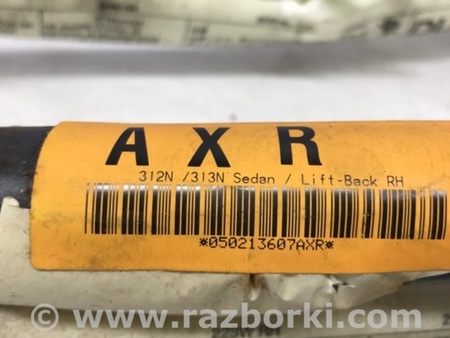 AXR
312N /313N Sedan / Lift-Back RH
*050213607AXR*
www.razborki.com